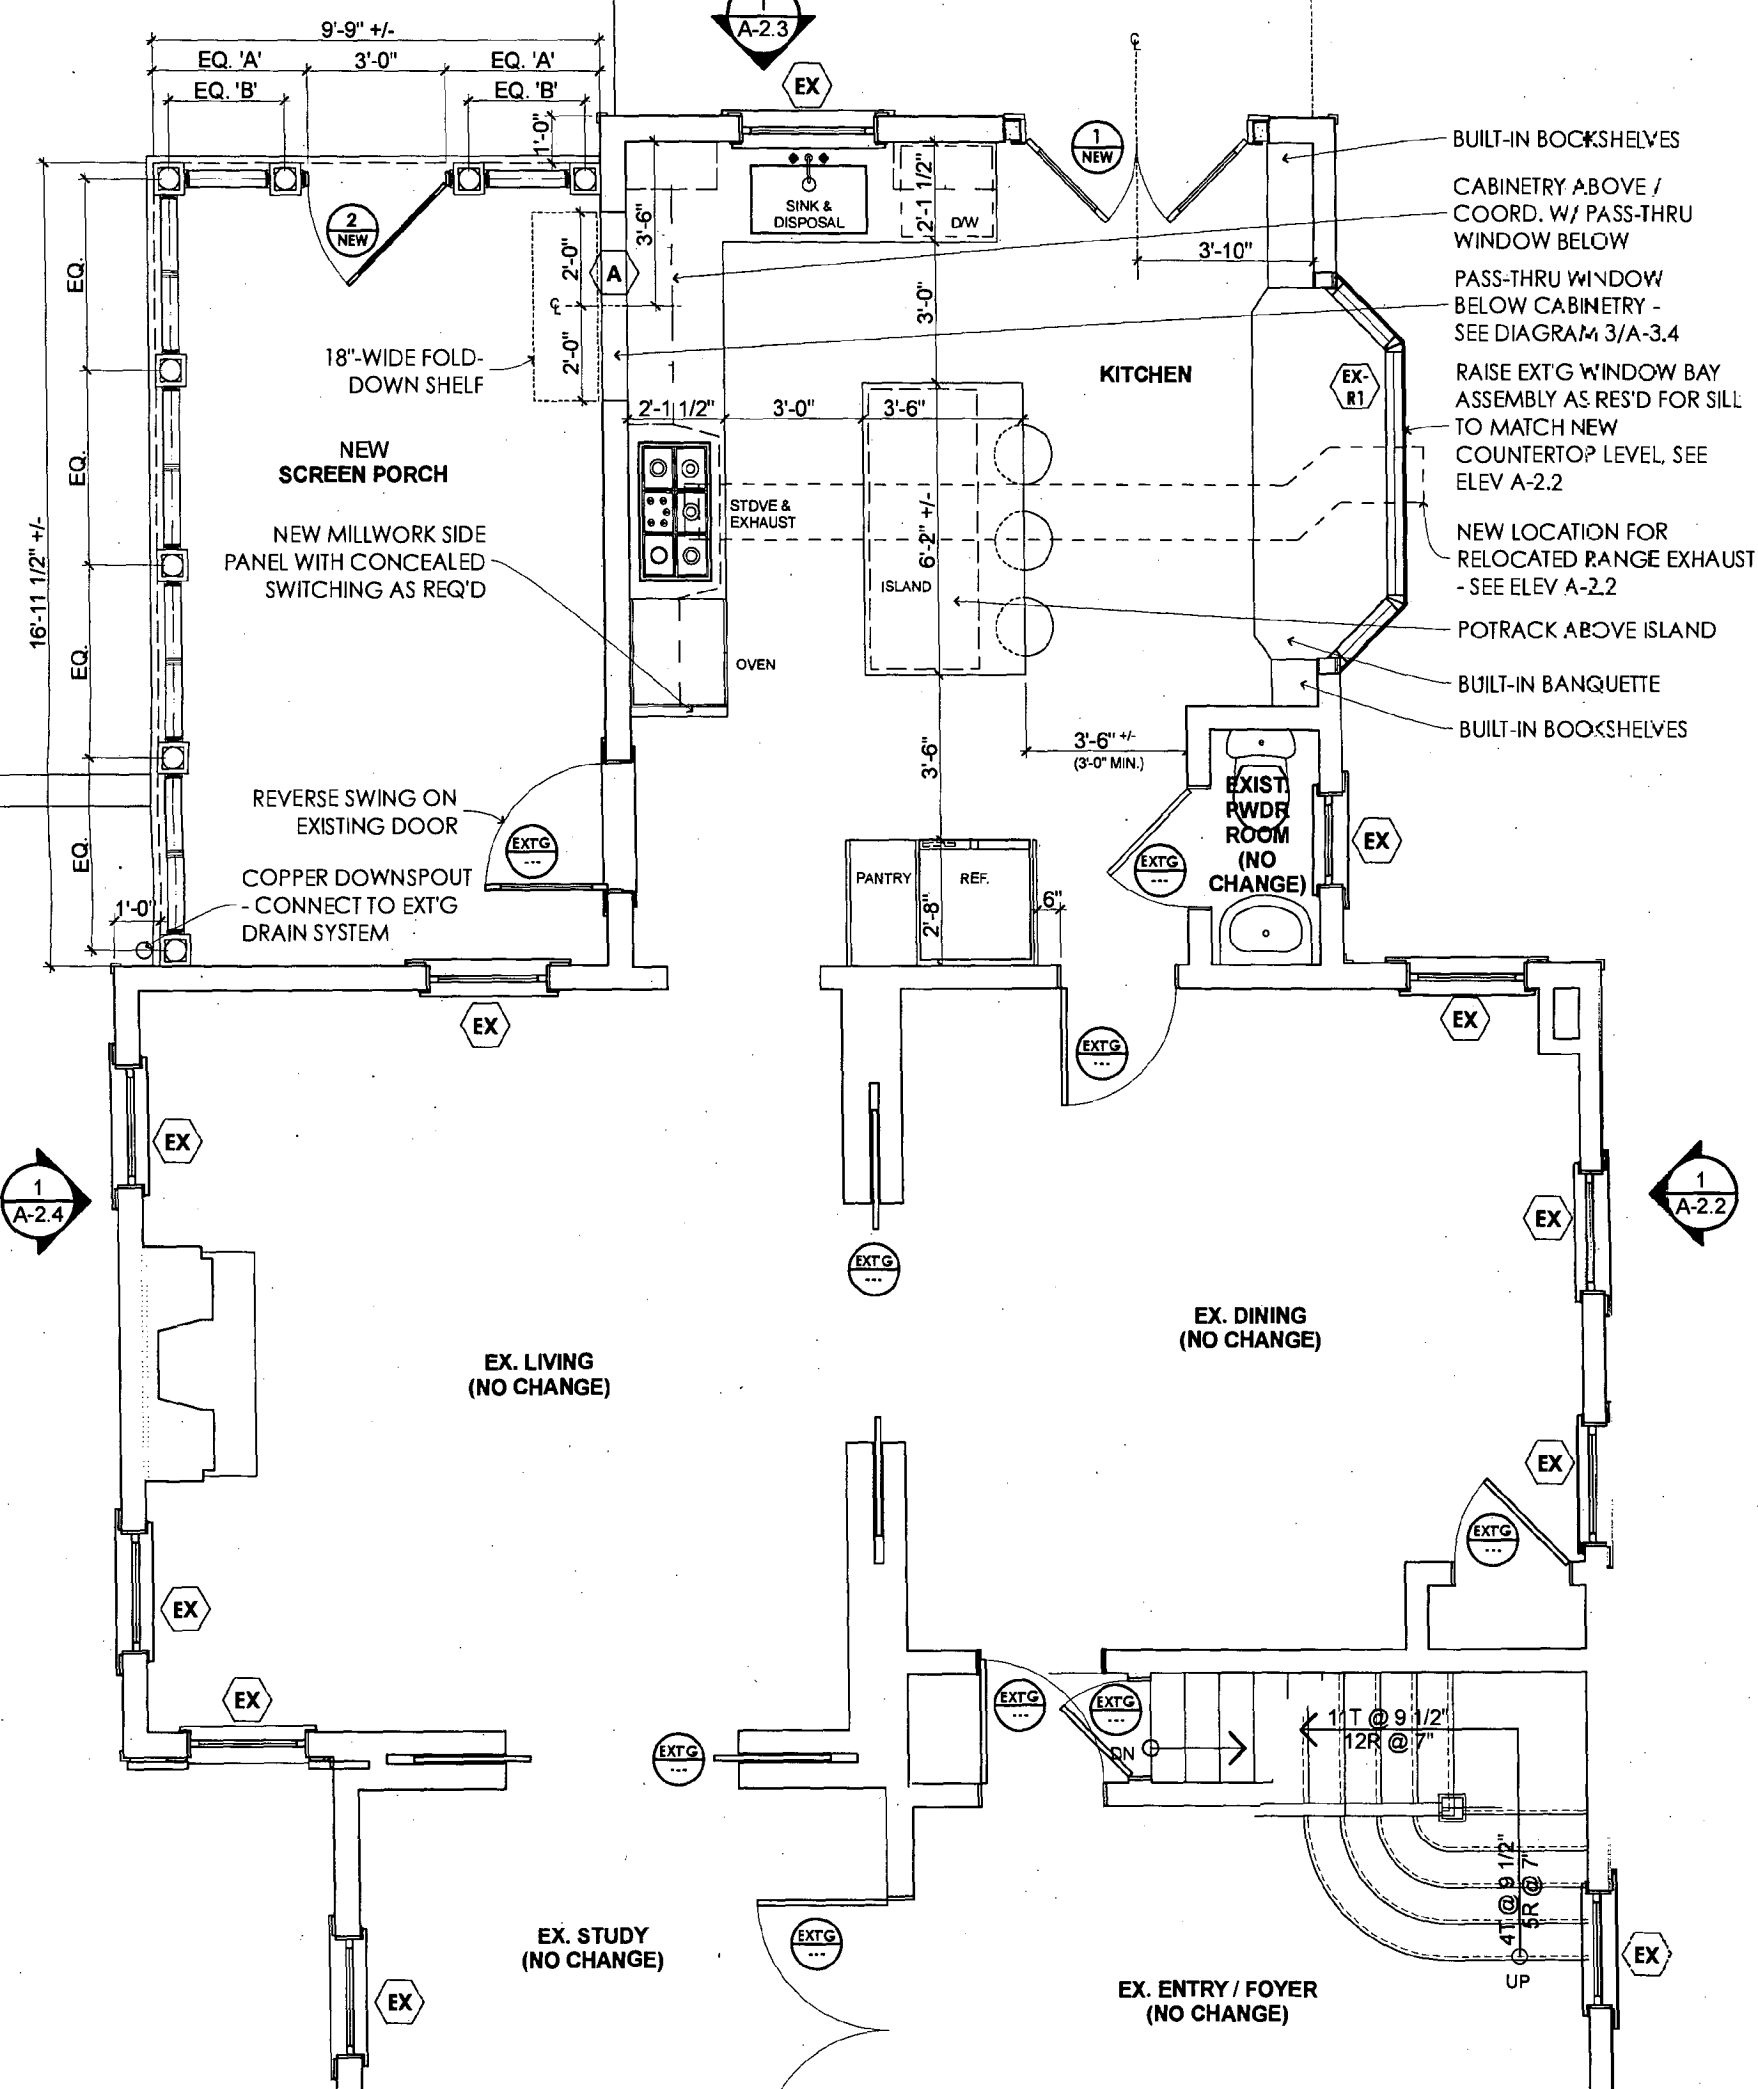 1
A-2.3
9'-9" +/-
EQ. 'A'
3'-0"
EQ. 'A'
EQ. 'B'
EQ. 'B'
1'-0"
EX
1
NEW
BUILT-IN BOOKSHELVES
CABINETRY ABOVE /
COORD. W/ PASS-THRU
WINDOW BELOW
PASS-THRU WINDOW
BELOW CABINETRY -
SEE DIAGRAM 3/A-3.4
RAISE EXT'G WINDOW BAY
ASSEMBLY AS RES'D FOR SILL
TO MATCH NEW
COUNTERTOP LEVEL, SEE
ELEV A-2.2
NEW LOCATION FOR
RELOCATED RANGE EXHAUST
- SEE ELEV A-2.2
POTRACK ABOVE ISLAND
BUILT-IN BANQUETTE
BUILT-IN BOOKSHELVES
2
NEW
SINK &
DISPOSAL
D/W
2'-1 1/2"
3'-6"
2'-0"
A
℄
2'-0"
3'-10"
℄
3'-0"
18"-WIDE FOLD-
DOWN SHELF
KITCHEN
EX-
R1
2'-1 1/2"
3'-0"
3'-6"
EQ.
EQ.
EQ.
EQ.
16'-11 1/2" +/-
NEW
SCREEN PORCH
NEW MILLWORK SIDE
PANEL WITH CONCEALED
SWITCHING AS REQ'D
STOVE &
EXHAUST
6'-2" +/-
ISLAND
OVEN
3'-6"
3'-6" +/-
(3'-0" MIN.)
REVERSE SWING ON
EXISTING DOOR
EXT'G
---
COPPER DOWNSPOUT
- CONNECT TO EXT'G
DRAIN SYSTEM
1'-0"
PANTRY
REF.
2'-8"
6"
EXT'G
---
EXIST.
PWDR
ROOM
(NO
CHANGE)
EX
EX
EX
EXT'G
---
EX
1
A-2.4
EX
1
A-2.2
EXT'G
---
EX. LIVING
(NO CHANGE)
EX. DINING
(NO CHANGE)
EX
EXT'G
---
EX
EX
EXT'G
---
EXT'G
---
EXT'G
---
DN
11T @ 9 1/2"
12R @ 7"
4T @ 9 1/2"
5R @ 7"
UP
EX
EX. STUDY
(NO CHANGE)
EXT'G
---
EX
EX. ENTRY / FOYER
(NO CHANGE)